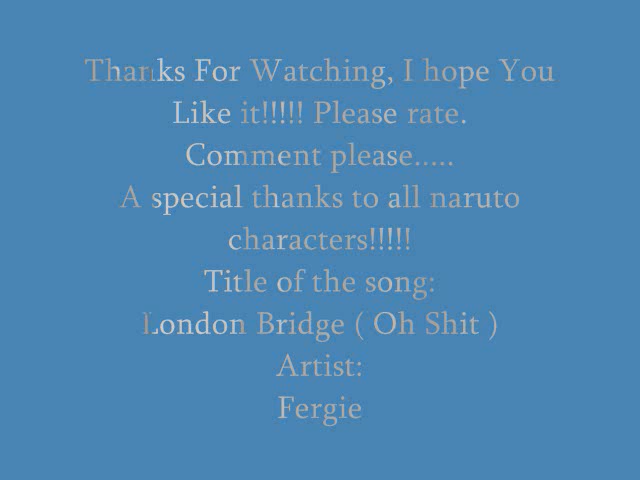 Thanks For Watching, I hope You
Like it!!!!! Please rate.
Comment please.....
A special thanks to all naruto
characters!!!!!
Title of the song:
London Bridge ( Oh Shit )
Artist:
Fergie